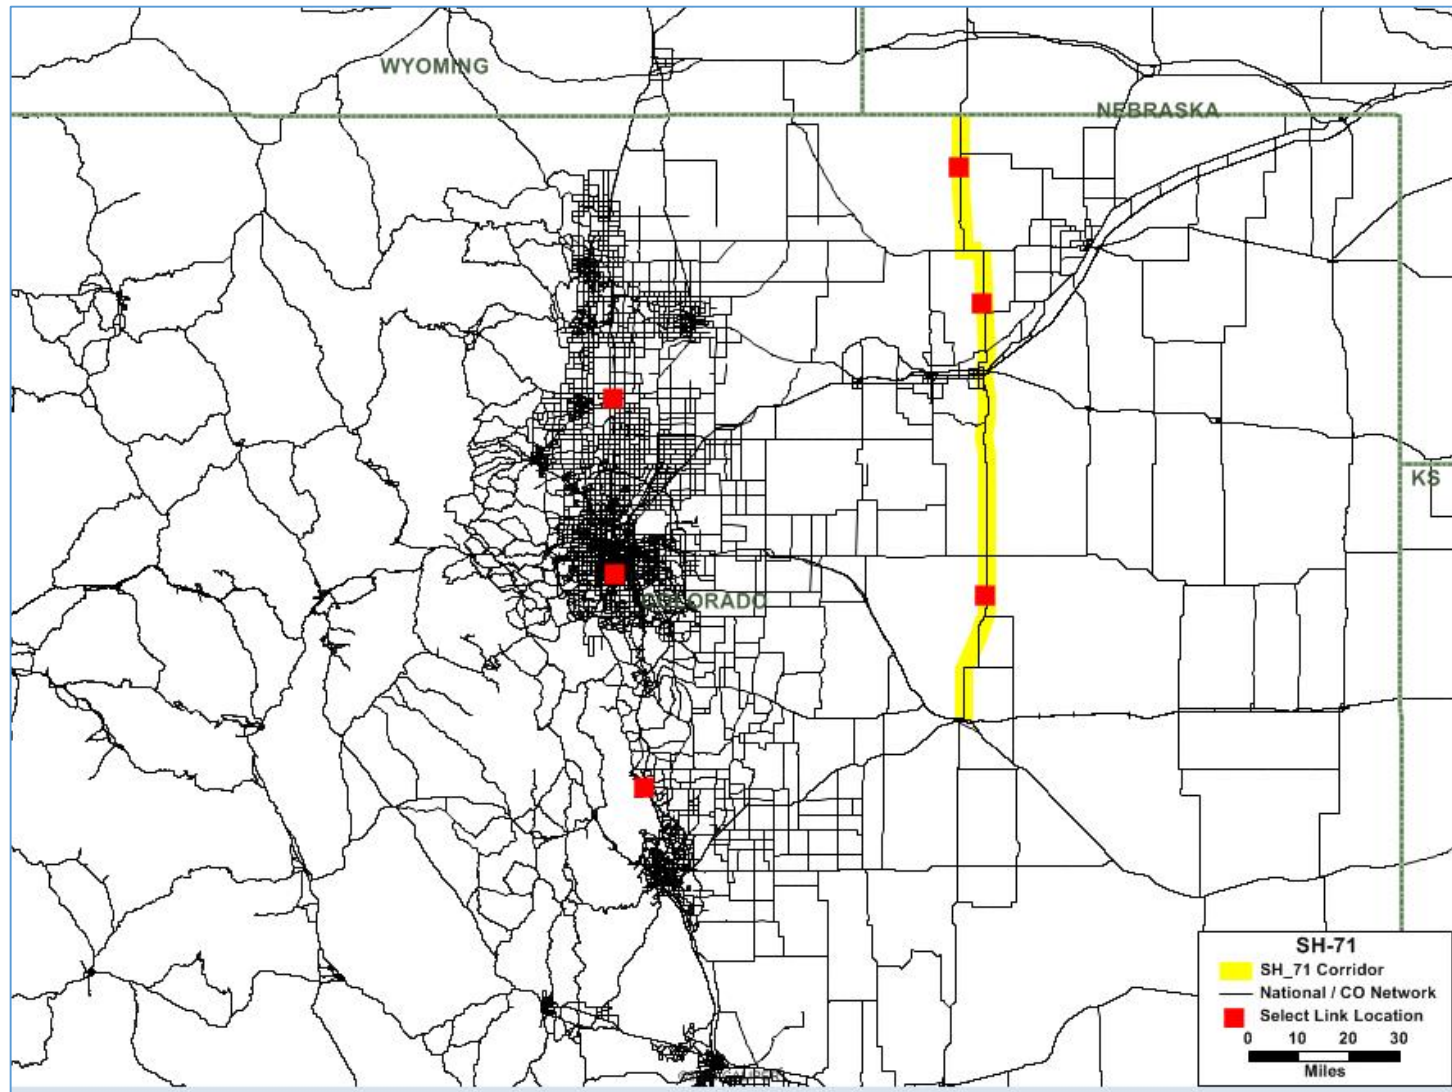 WYOMING
NEBRASKA
KS
COLORADO
SH-71
SH_71 Corridor
National / CO Network
Select Link Location
0 10 20 30
Miles